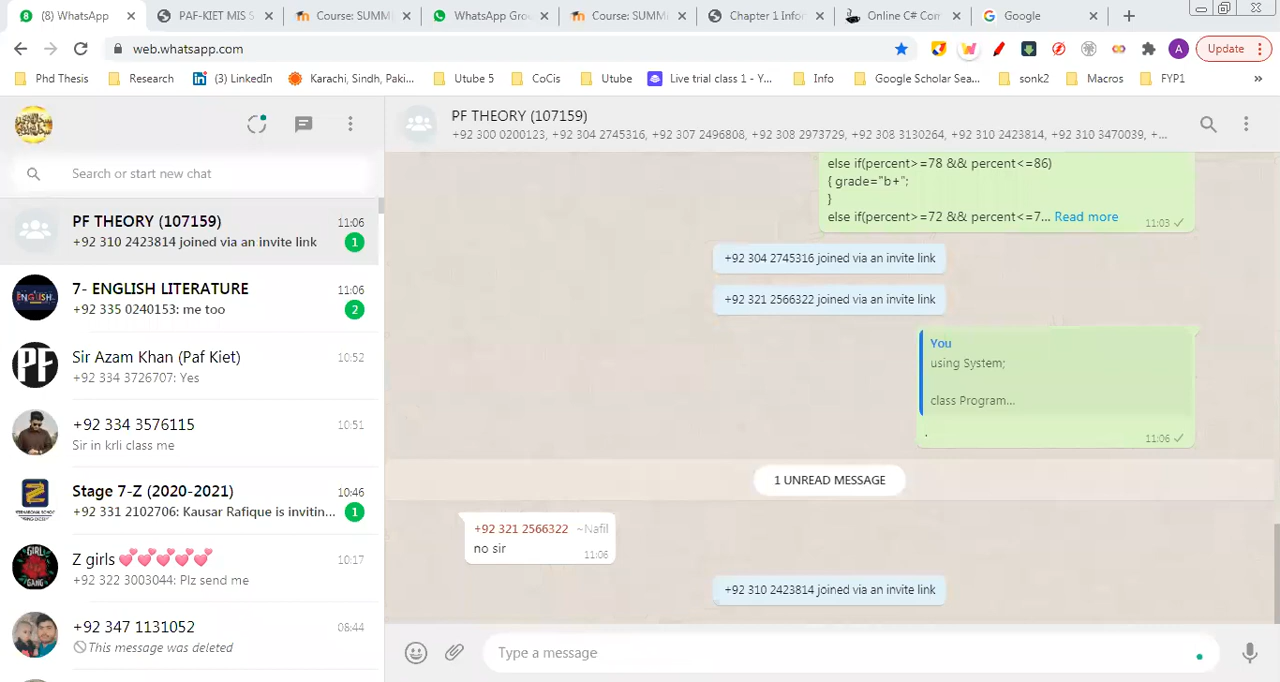 (8) WhatsApp
PAF-KIET MIS S
Course: SUMM
WhatsApp Grou
Course: SUMM
Chapter 1 Infor
Online C# Com
Google
web.whatsapp.com
A
Update
Phd Thesis
Research
(3) LinkedIn
Karachi, Sindh, Paki...
Utube 5
CoCis
Utube
Live trial class 1 - Y...
Info
Google Scholar Sea...
sonk2
Macros
FYP1
»
Search or start new chat
PF THEORY (107159)
11:06
+92 310 2423814 joined via an invite link
1
7- ENGLISH LITERATURE
11:06
+92 335 0240153: me too
2
Sir Azam Khan (Paf Kiet)
10:52
+92 334 3726707: Yes
+92 334 3576115
10:51
Sir in krli class me
Stage 7-Z (2020-2021)
10:46
+92 331 2102706: Kausar Rafique is invitin...
1
Z girls 💕💕💕💕💕
10:17
+92 322 3003044: Plz send me
+92 347 1131052
08:44
This message was deleted
PF THEORY (107159)
+92 300 0200123, +92 304 2745316, +92 307 2496808, +92 308 2973729, +92 308 3130264, +92 310 2423814, +92 310 3470039, +...
else if(percent>=78 && percent<=86)
{ grade="b+";
}
else if(percent>=72 && percent<=7... Read more
11:03
+92 304 2745316 joined via an invite link
+92 321 2566322 joined via an invite link
You
using System;
class Program...
.
11:06
1 UNREAD MESSAGE
+92 321 2566322 ~Nafil
no sir
11:06
+92 310 2423814 joined via an invite link
Type a message